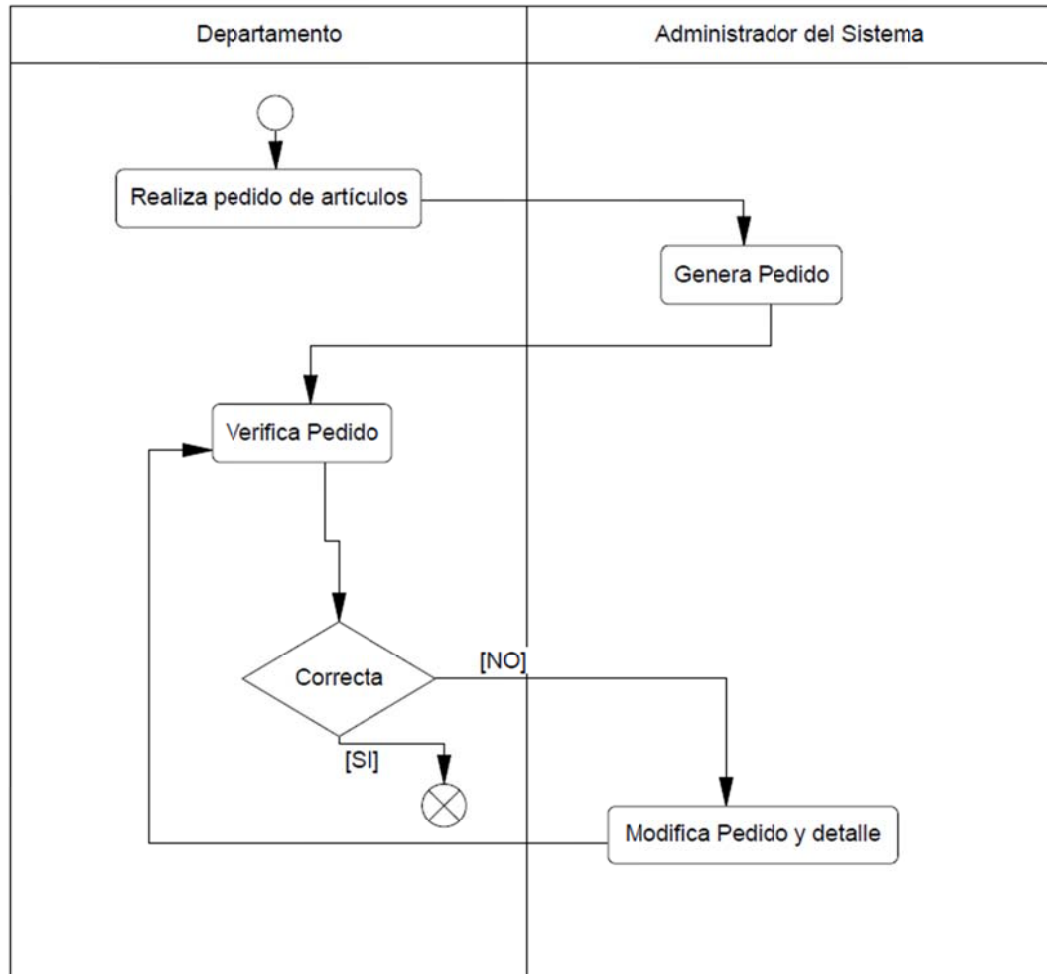 Departamento
Administrador del Sistema
Realiza pedido de artículos
Genera Pedido
Verifica Pedido
Correcta
[NO]
[SI]
Modifica Pedido y detalle